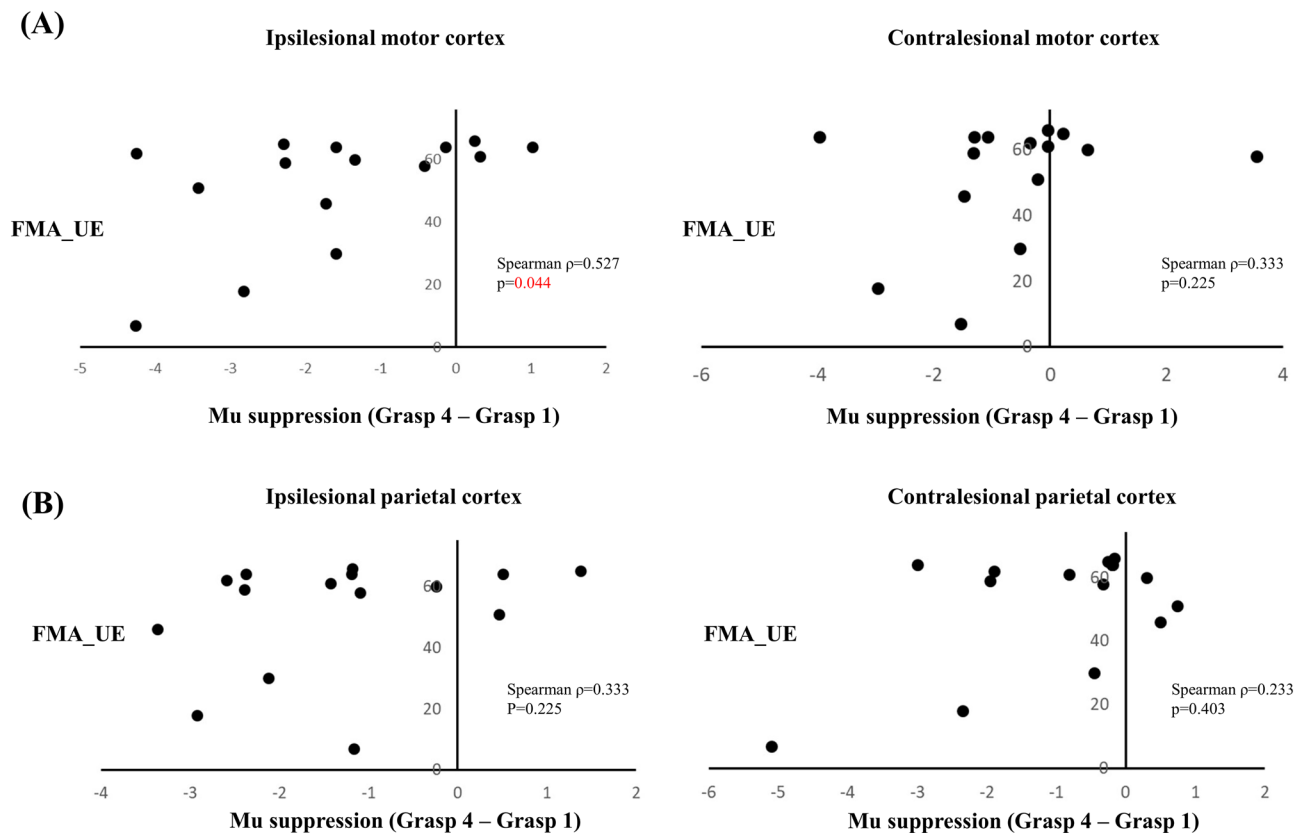 (A)
Ipsilesional motor cortex
Contralesional motor cortex
60
40
FMA_UE
20
0
Spearman ρ=0.527
p=0.044
-5 -4 -3 -2 -1 0 1 2
Mu suppression (Grasp 4 – Grasp 1)
60
40
FMA_UE
20
0
Spearman ρ=0.333
p=0.225
-6 -4 -2 0 2 4
Mu suppression (Grasp 4 – Grasp 1)
(B)
Ipsilesional parietal cortex
Contralesional parietal cortex
60
FMA_UE
40
20
0
Spearman ρ=0.333
P=0.225
-4 -3 -2 -1 0 1 2
Mu suppression (Grasp 4 – Grasp 1)
60
FMA_UE
40
20
0
Spearman ρ=0.233
p=0.403
-6 -5 -4 -3 -2 -1 0 1 2
Mu suppression (Grasp 4 – Grasp 1)